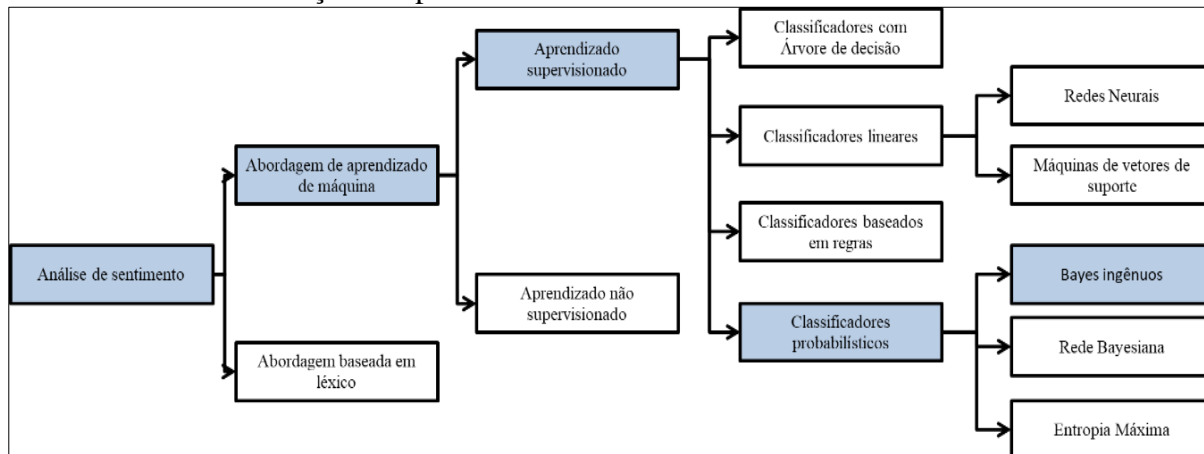 Análise de sentimento
Abordagem de aprendizado
de máquina
Abordagem baseada em
léxico
Aprendizado
supervisionado
Aprendizado não
supervisionado
Classificadores com
Árvore de decisão
Classificadores lineares
Classificadores baseados
em regras
Classificadores
probabilísticos
Redes Neurais
Máquinas de vetores de
suporte
Bayes ingênuos
Rede Bayesiana
Entropia Máxima